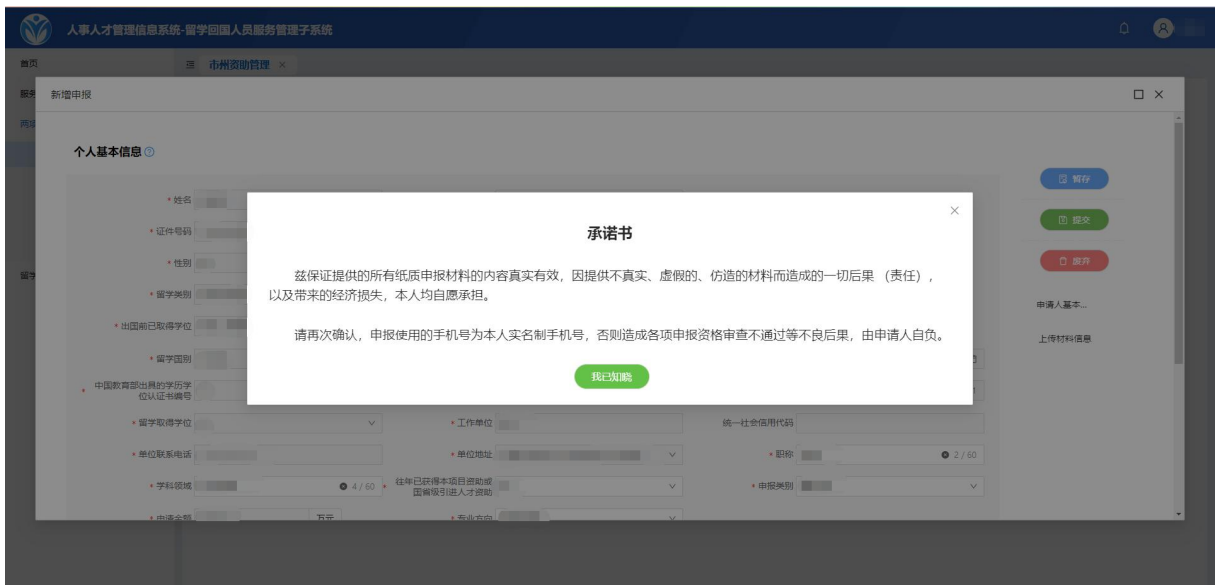 人事人才管理信息系统-留学回国人员服务管理子系统
首页
市州资助管理 ×
服务
新增申报
两项
个人基本信息
暂存
* 姓名
承诺书
提交
* 证件号码
* 性别
兹保证提供的所有纸质申报材料的内容真实有效，因提供不真实、虚假的、仿造的材料而造成的一切后果 （责任），
放弃
留学
* 留学类别
以及带来的经济损失，本人均自愿承担。
申请人基本...
* 出国前已取得学位
请再次确认，申报使用的手机号为本人实名制手机号，否则造成各项申报资格审查不通过等不良后果，由申请人自负。
上传材料信息
* 留学国别
我已知晓
* 中国教育部出具的学历学
位认证书编号
* 留学取得学位
* 工作单位
统一社会信用代码
* 单位联系电话
* 单位地址
* 职称
2 / 60
* 学科领域
4 / 60
* 往年已获得本项目资助或
国省级引进人才资助
* 申报类别
* 申请金额
万元
* 专业方向